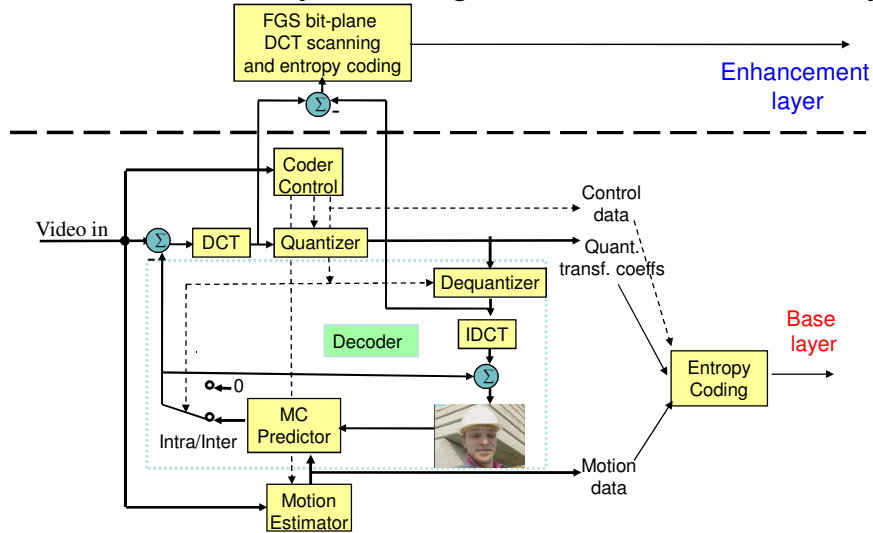 FGS bit-plane
DCT scanning
and entropy coding
Enhancement
layer
Σ
-
Coder
Control
Control
data
Video in
Σ
-
DCT
Quantizer
Quant.
transf. coeffs
Dequantizer
Decoder
IDCT
Base
layer
Σ
0
Entropy
Coding
MC
Predictor
Intra/Inter
Motion
data
Motion
Estimator